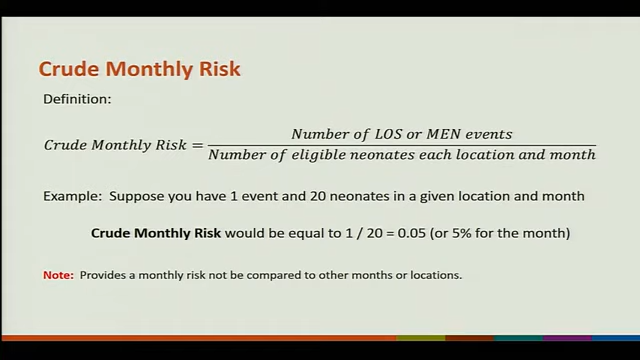 Crude Monthly Risk
Definition:
Crude Monthly Risk = Number of LOS or MEN events
Number of eligible neonates each location and month
Example: Suppose you have 1 event and 20 neonates in a given location and month
Crude Monthly Risk would be equal to 1 / 20 = 0.05 (or 5% for the month)
Note: Provides a monthly risk not be compared to other months or locations.